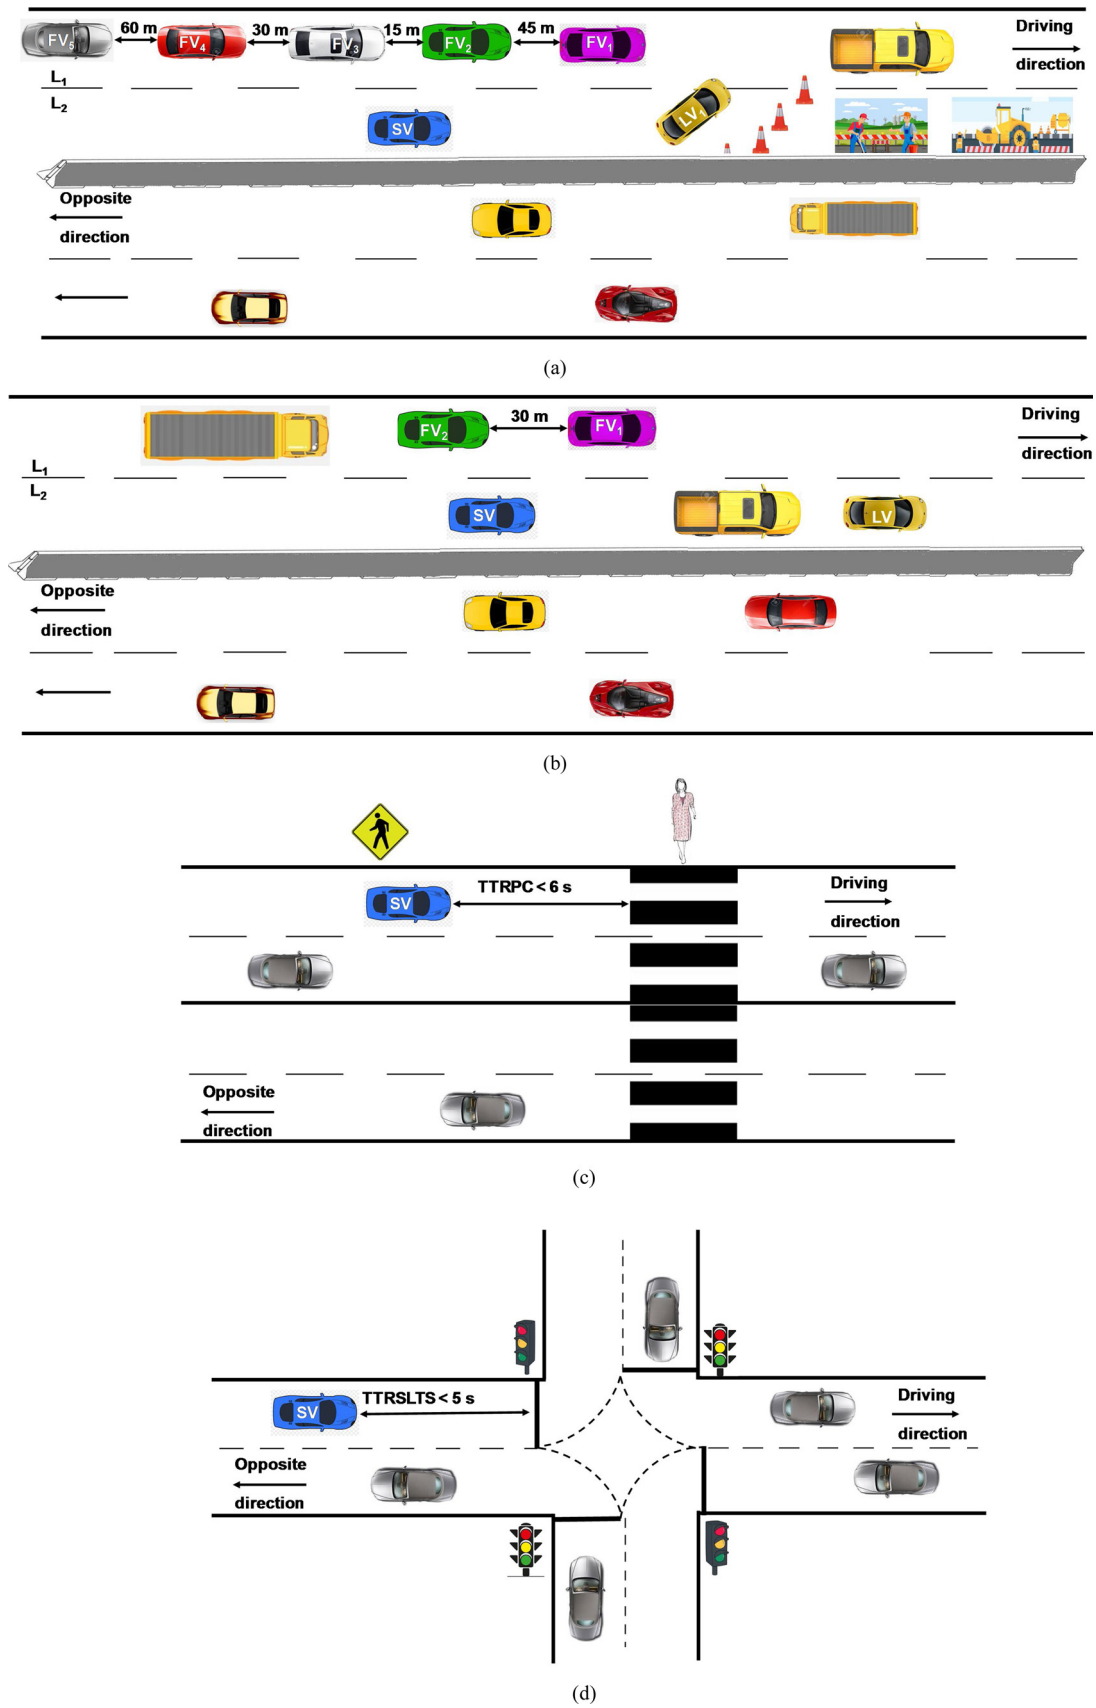 FV5 60 m FV4 30 m FV3 15 m FV2 45 m FV1 Driving
direction
L1
L2
SV LV1
Opposite
direction
(a)
FV2 30 m FV1 Driving
direction
L1
L2
SV LV
Opposite
direction
(b)
TTRPC < 6 s
SV
Driving
direction
Opposite
direction
(c)
TTRSLTS < 5 s
SV
Driving
direction
Opposite
direction
(d)